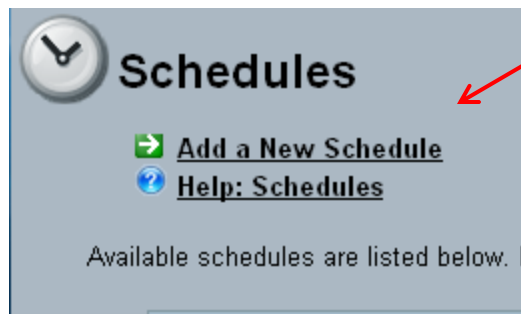 Schedules
Add a New Schedule
Help: Schedules
Available schedules are listed below.